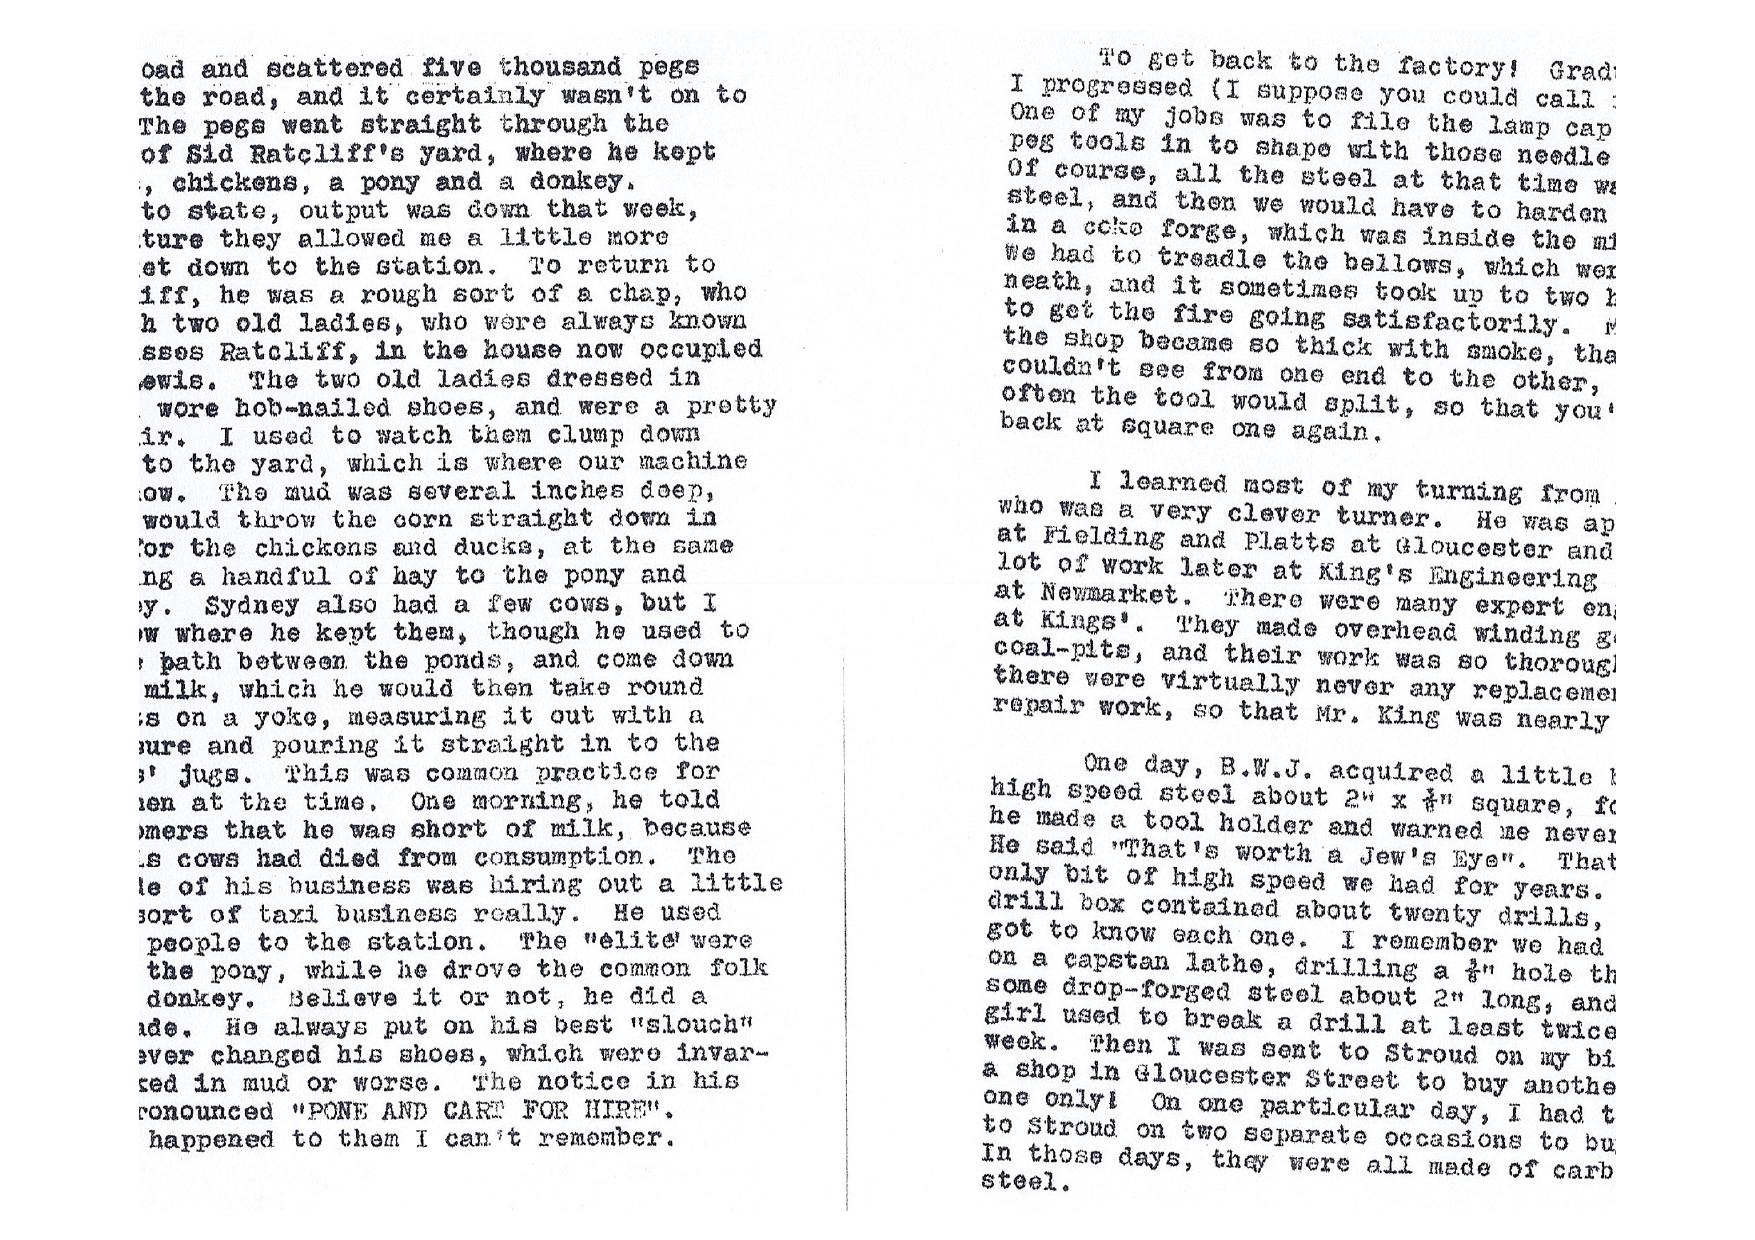 oad and scattered five thousand pegs
the road, and it certainly wasn't on to
The pegs went straight through the
of Sid Ratcliff's yard, where he kept
, chickens, a pony and a donkey.
to state, output was down that week,
ture they allowed me a little more
et down to the station. To return to
iff, he was a rough sort of a chap, who
h two old ladies, who were always known
sses Ratcliff, in the house now occupied
ewis. The two old ladies dressed in
wore hob-nailed shoes, and were a pretty
ir. I used to watch them clump down
to the yard, which is where our machine
ow. The mud was several inches deep,
would throw the corn straight down in
for the chickens and ducks, at the same
ng a handful of hay to the pony and
y. Sydney also had a few cows, but I
ow where he kept them, though he used to
path between the ponds, and come down
milk, which he would then take round
s on a yoke, measuring it out with a
sure and pouring it straight in to the
s' jugs. This was common practice for
men at the time. One morning, he told
omers that he was short of milk, because
is cows had died from consumption. The
le of his business was hiring out a little
sort of taxi business really. He used
people to the station. The "élite" were
the pony, while he drove the common folk
donkey. Believe it or not, he did a
ade. He always put on his best "slouch"
ever changed his shoes, which were invar-
ked in mud or worse. The notice in his
ronounced "PONE AND CART FOR HIRE".
happened to them I can't remember.
To get back to the factory! Gradu
I progressed (I suppose you could call
One of my jobs was to file the lamp cap
peg tools in to shape with those needle
Of course, all the steel at that time wa
steel, and then we would have to harden
in a coke forge, which was inside the mi
We had to treadle the bellows, which wer
neath, and it sometimes took up to two h
to get the fire going satisfactorily. M
the shop became so thick with smoke, tha
couldn't see from one end to the other,
often the tool would split, so that you'
back at square one again.
I learned most of my turning from
who was a very clever turner. He was ap
at Fielding and Platts at Gloucester and
lot of work later at King's Engineering
at Newmarket. There were many expert eng
at Kings'. They made overhead winding ge
coal-pits, and their work was so thorough
there were virtually never any replacemen
repair work, so that Mr. King was nearly
One day, B.W.J. acquired a little b
high speed steel about 2" x ⅜" square, fo
he made a tool holder and warned me never
He said "That's worth a Jew's Eye". That
only bit of high speed we had for years.
drill box contained about twenty drills,
got to know each one. I remember we had
on a capstan lathe, drilling a ⅜" hole th
some drop-forged steel about 2" long, and
girl used to break a drill at least twice
week. Then I was sent to Stroud on my bi
a shop in Gloucester Street to buy anothe
one only! On one particular day, I had t
to Stroud on two separate occasions to bu
In those days, they were all made of carb
steel.